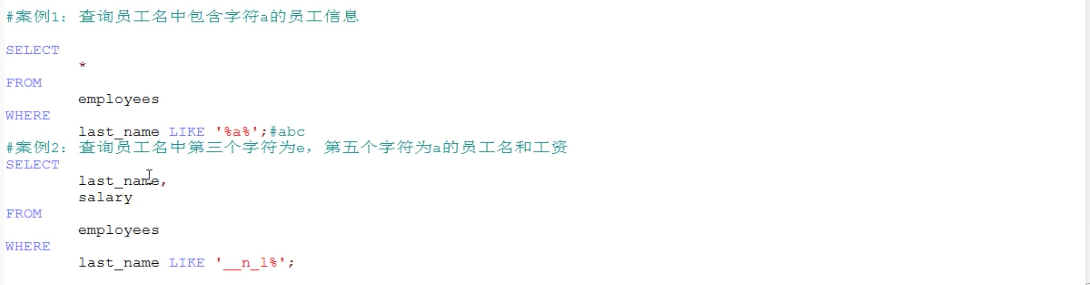 #案例1：查询员工名中包含字符a的员工信息
SELECT
*
FROM
employees
WHERE
last_name LIKE '%a%';#abc
#案例2：查询员工名中第三个字符为e，第五个字符为a的员工名和工资
SELECT
last_name,
salary
FROM
employees
WHERE
last_name LIKE '__n_l%';